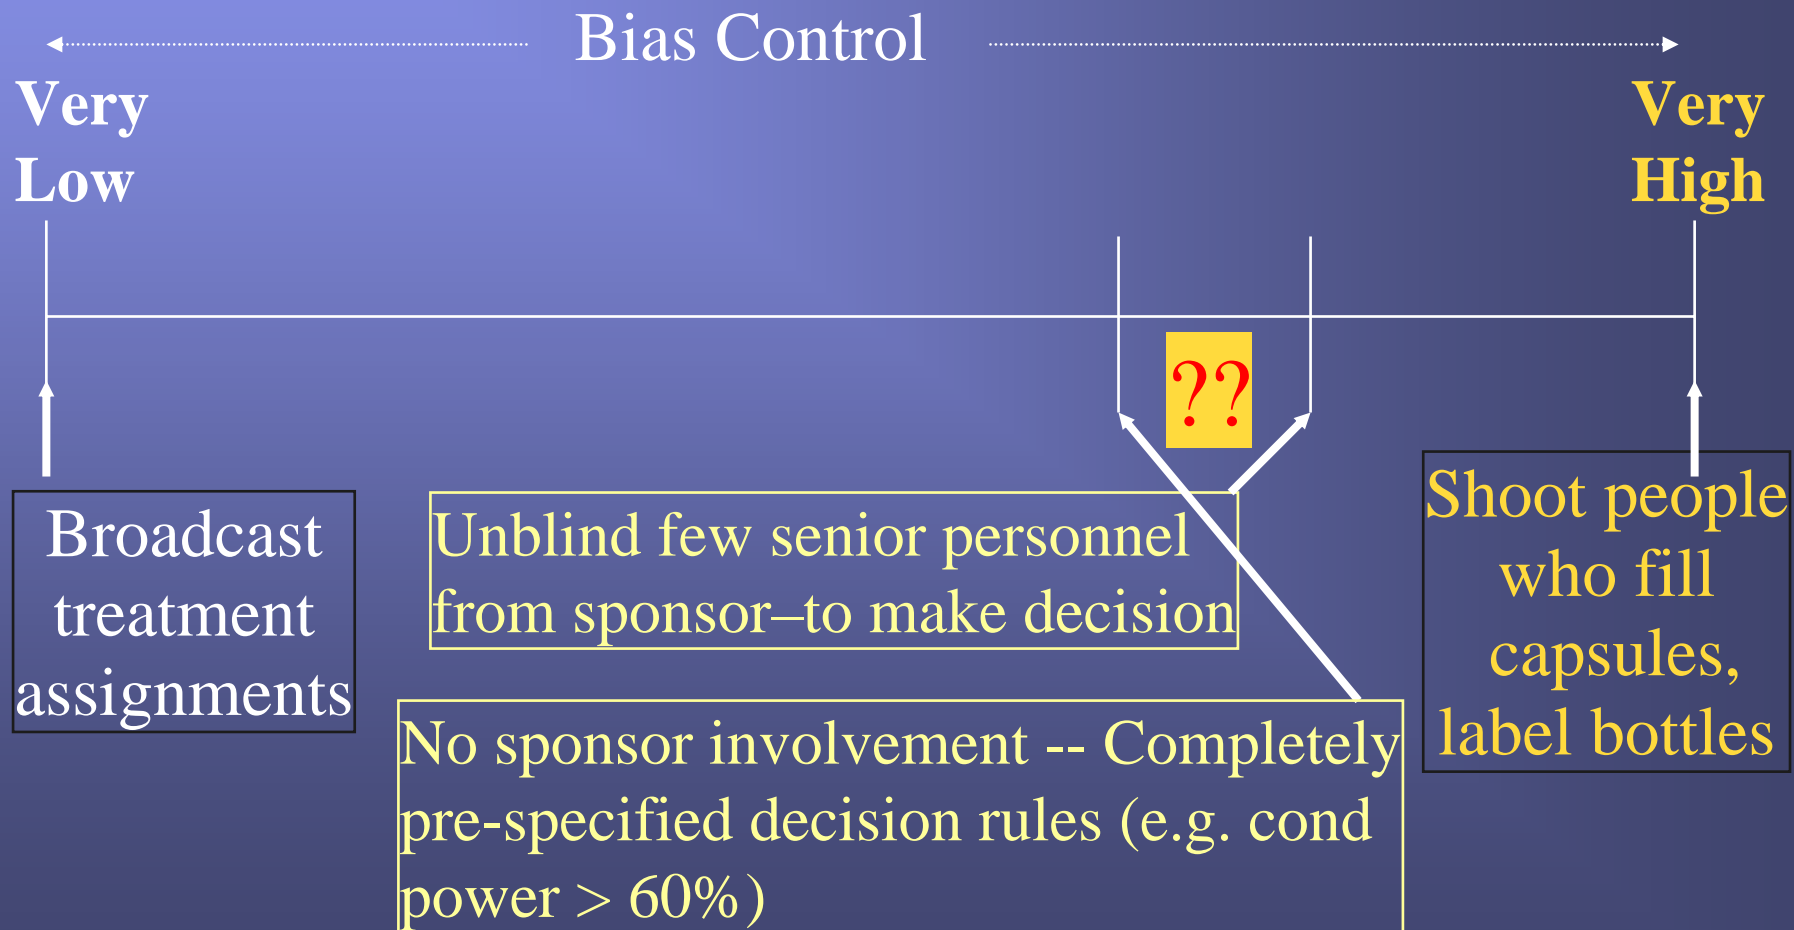 Bias Control
Very
Low
Very
High
??
Broadcast
treatment
assignments
Unblind few senior personnel
from sponsor–to make decision
No sponsor involvement -- Completely
pre-specified decision rules (e.g. cond
power > 60%)
Shoot people
who fill
capsules,
label bottles